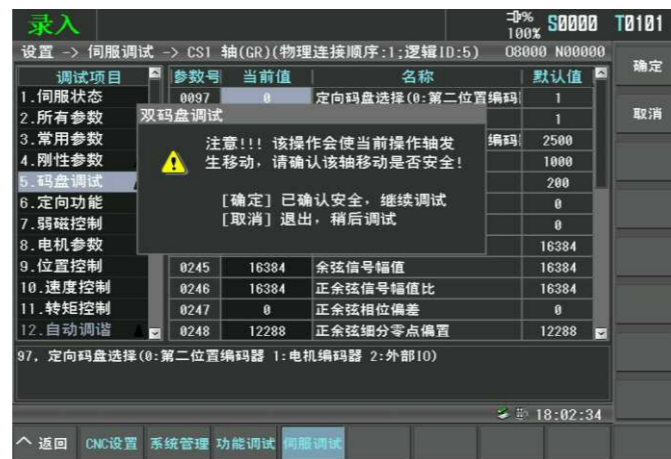 录入 100% S0000 T0101
设置 -> 伺服调试 -> CS1 轴(GR)(物理连接顺序:1;逻辑ID:5) O8000 N00000
调试项目 参数号 当前值 名称 默认值
确定
取消
1.伺服状态 0097 0 定向码盘选择(0:第二位置编码 1
2.所有参数 1
3.常用参数 编码 2500
4.刚性参数 1000
5.码盘调试 200
6.定向功能 0
7.弱磁控制 0
8.电机参数 16384
9.位置控制 0245 16384 余弦信号幅值 16384
10.速度控制 0246 16384 正余弦信号幅值比 16384
11.转矩控制 0247 0 正余弦相位偏差 0
12.自动调谐 0248 12288 正余弦细分零点偏置 12288
双码盘调试
注意!!! 该操作会使当前操作轴发
生移动，请确认该轴移动是否安全!
[确定] 已确认安全，继续调试
[取消] 退出，稍后调试
97, 定向码盘选择(0:第二位置编码器 1:电机编码器 2:外部IO)
18:02:34
返回 CNC设置 系统管理 功能调试 伺服调试